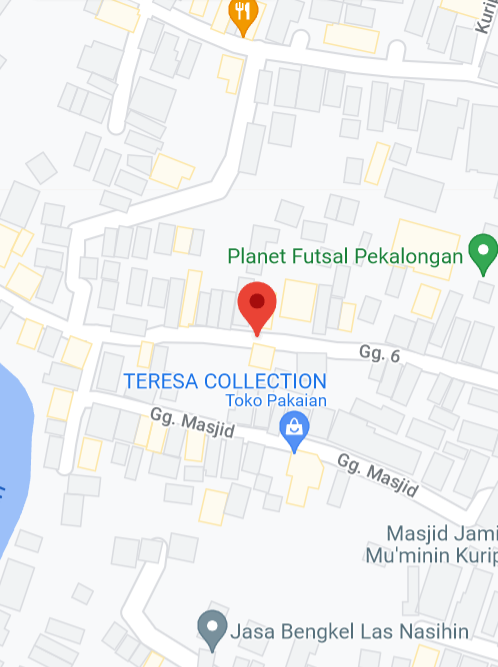 Kurip
Planet Futsal Pekalongan
Gg. 6
TERESA COLLECTION
Toko Pakaian
Gg. Masjid
Gg. Masjid
Masjid Jami
Mu'minin Kurip
Jasa Bengkel Las Nasihin